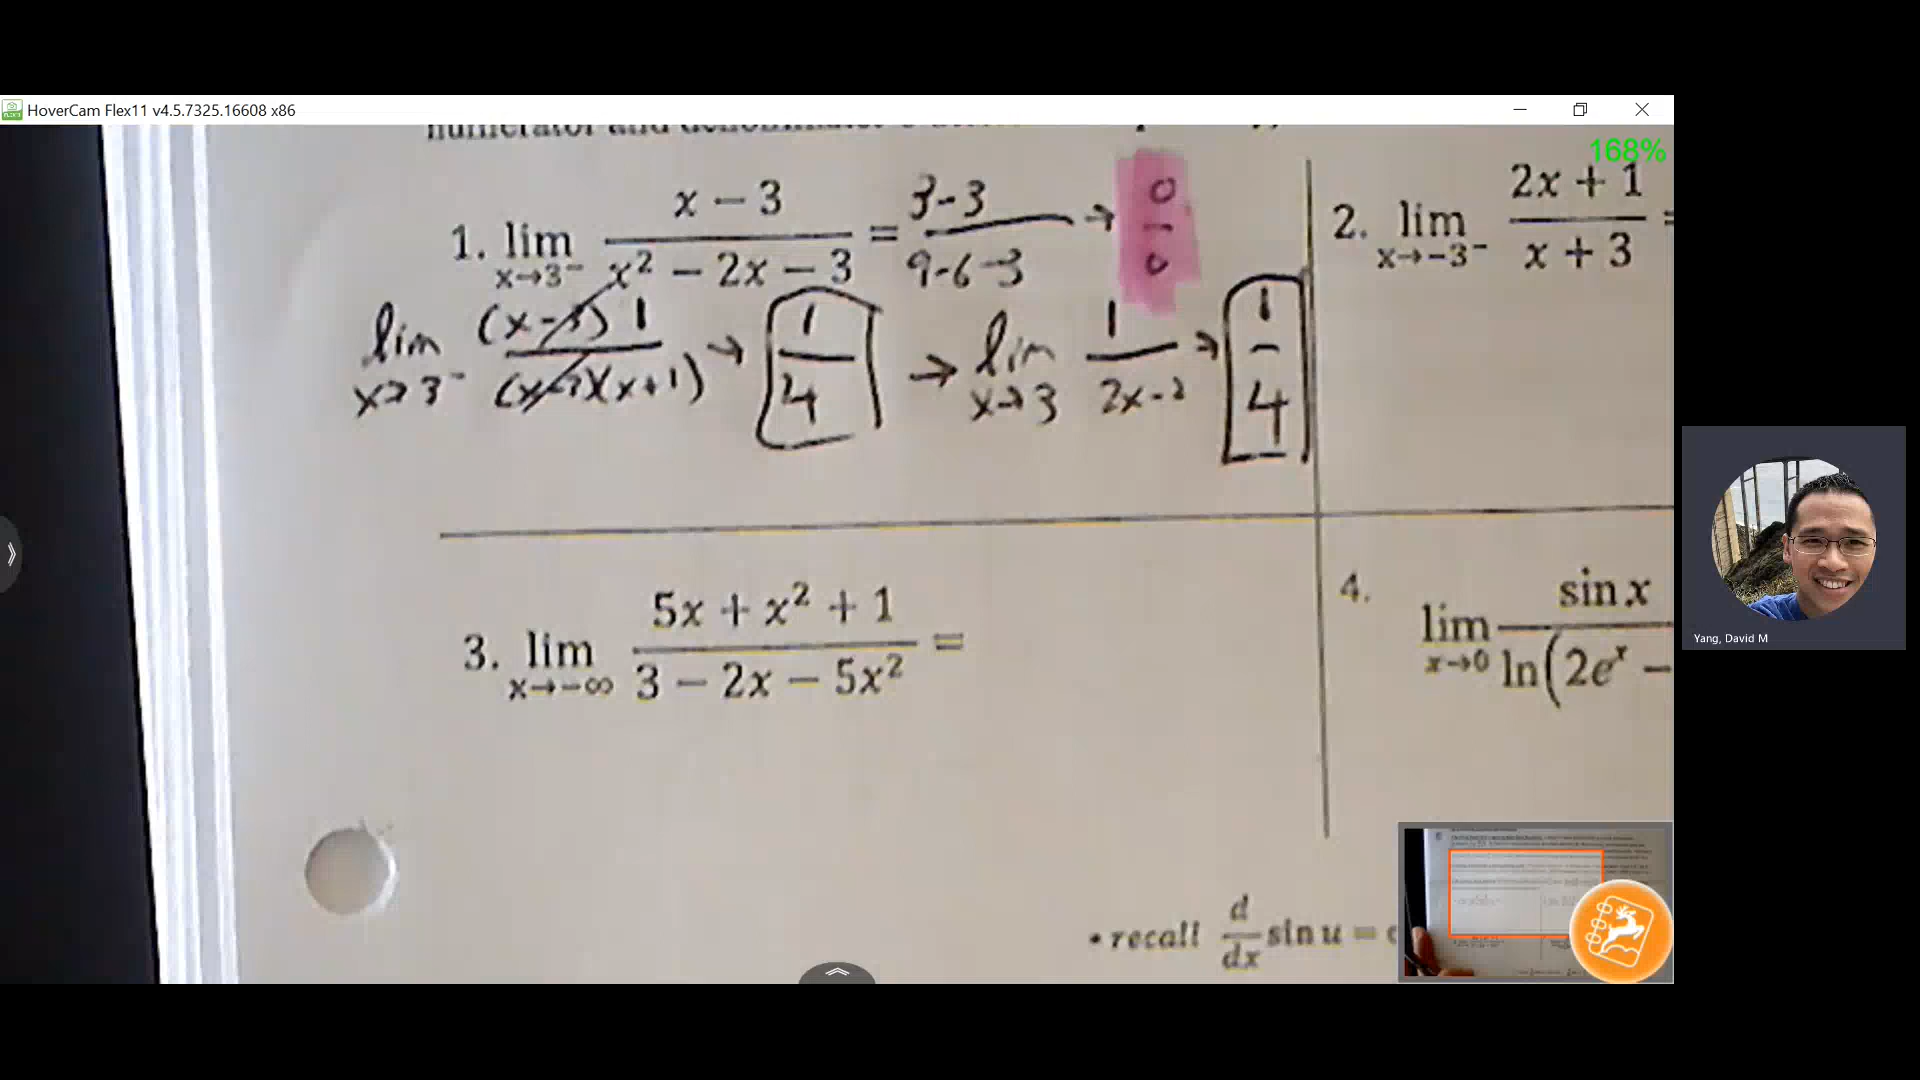 HoverCam Flex11 v4.5.7325.16608 x86
168%
numerator and
1. lim x→3⁻ (x − 3)/(x² − 2x − 3) = (3-3)/(9-6-3) → 0/0
lim x→3⁻ (x-3) 1/(x-3)(x+1) → 1/4 → lim x→3 1/(2x-2) → 1/4
2. lim x→−3⁻ (2x + 1)/(x + 3) =
3. lim x→−∞ (5x + x² + 1)/(3 − 2x − 5x²) =
4. lim x→0 sin x/ln(2eˣ −
• recall d/dx sin u = c
Yang, David M